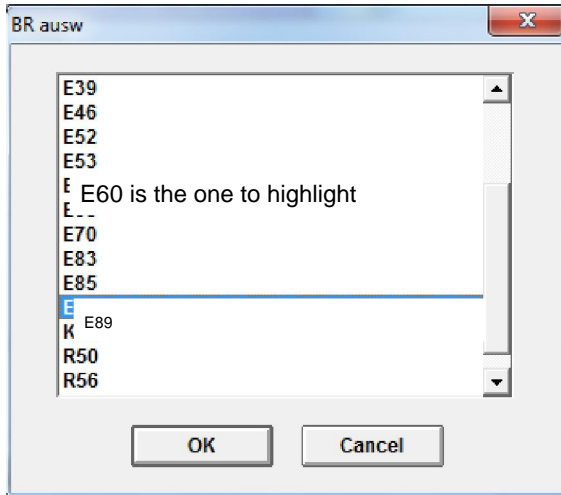 BR ausw
E39
E46
E52
E53
E60 is the one to highlight
E70
E83
E85
E89
R50
R56
OK
Cancel